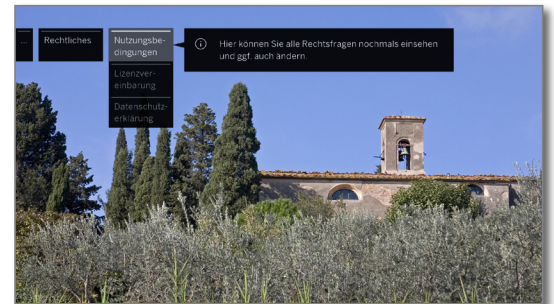 ...
Rechtliches
Nutzungsbe-
dingungen
Lizenzver-
einbarung
Datenschutz-
erklärung
Hier können Sie alle Rechtsfragen nochmals einsehen
und ggf. auch ändern.